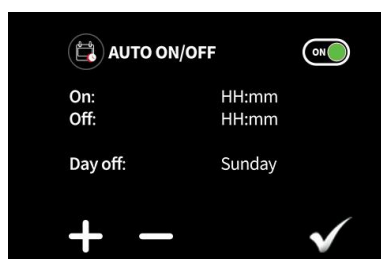 AUTO ON/OFF ON
On: HH:mm
Off: HH:mm
Day off: Sunday